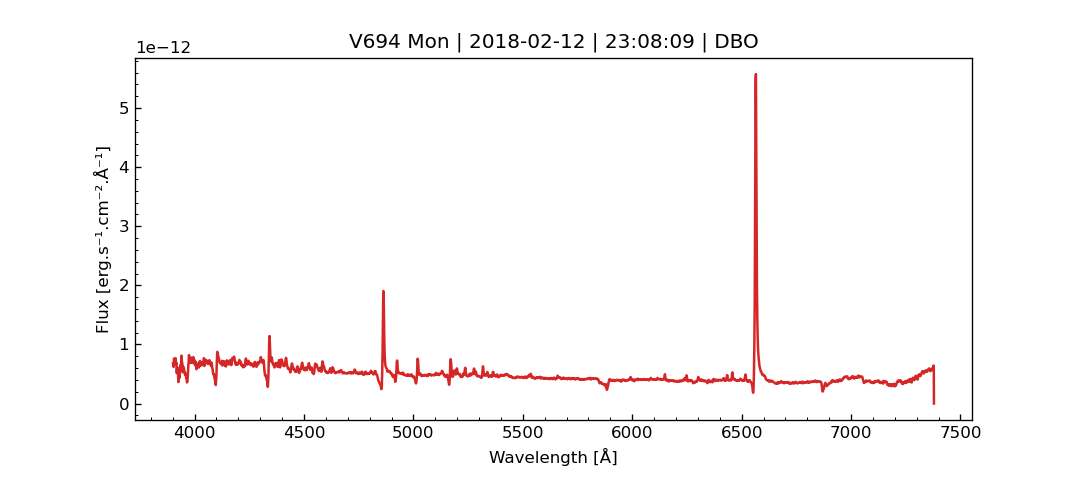 V694 Mon | 2018-02-12 | 23:08:09 | DBO
1e−12
5
4
3
2
1
0
Flux [erg.s⁻¹.cm⁻².Å⁻¹]
4000 4500 5000 5500 6000 6500 7000 7500
Wavelength [Å]